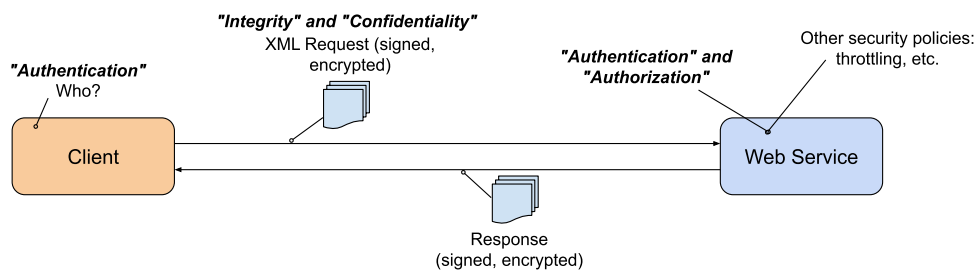 "Integrity" and "Confidentiality"
XML Request (signed,
encrypted)
"Authentication"
Who?
"Authentication" and
"Authorization"
Other security policies:
throttling, etc.
Client
Web Service
Response
(signed, encrypted)